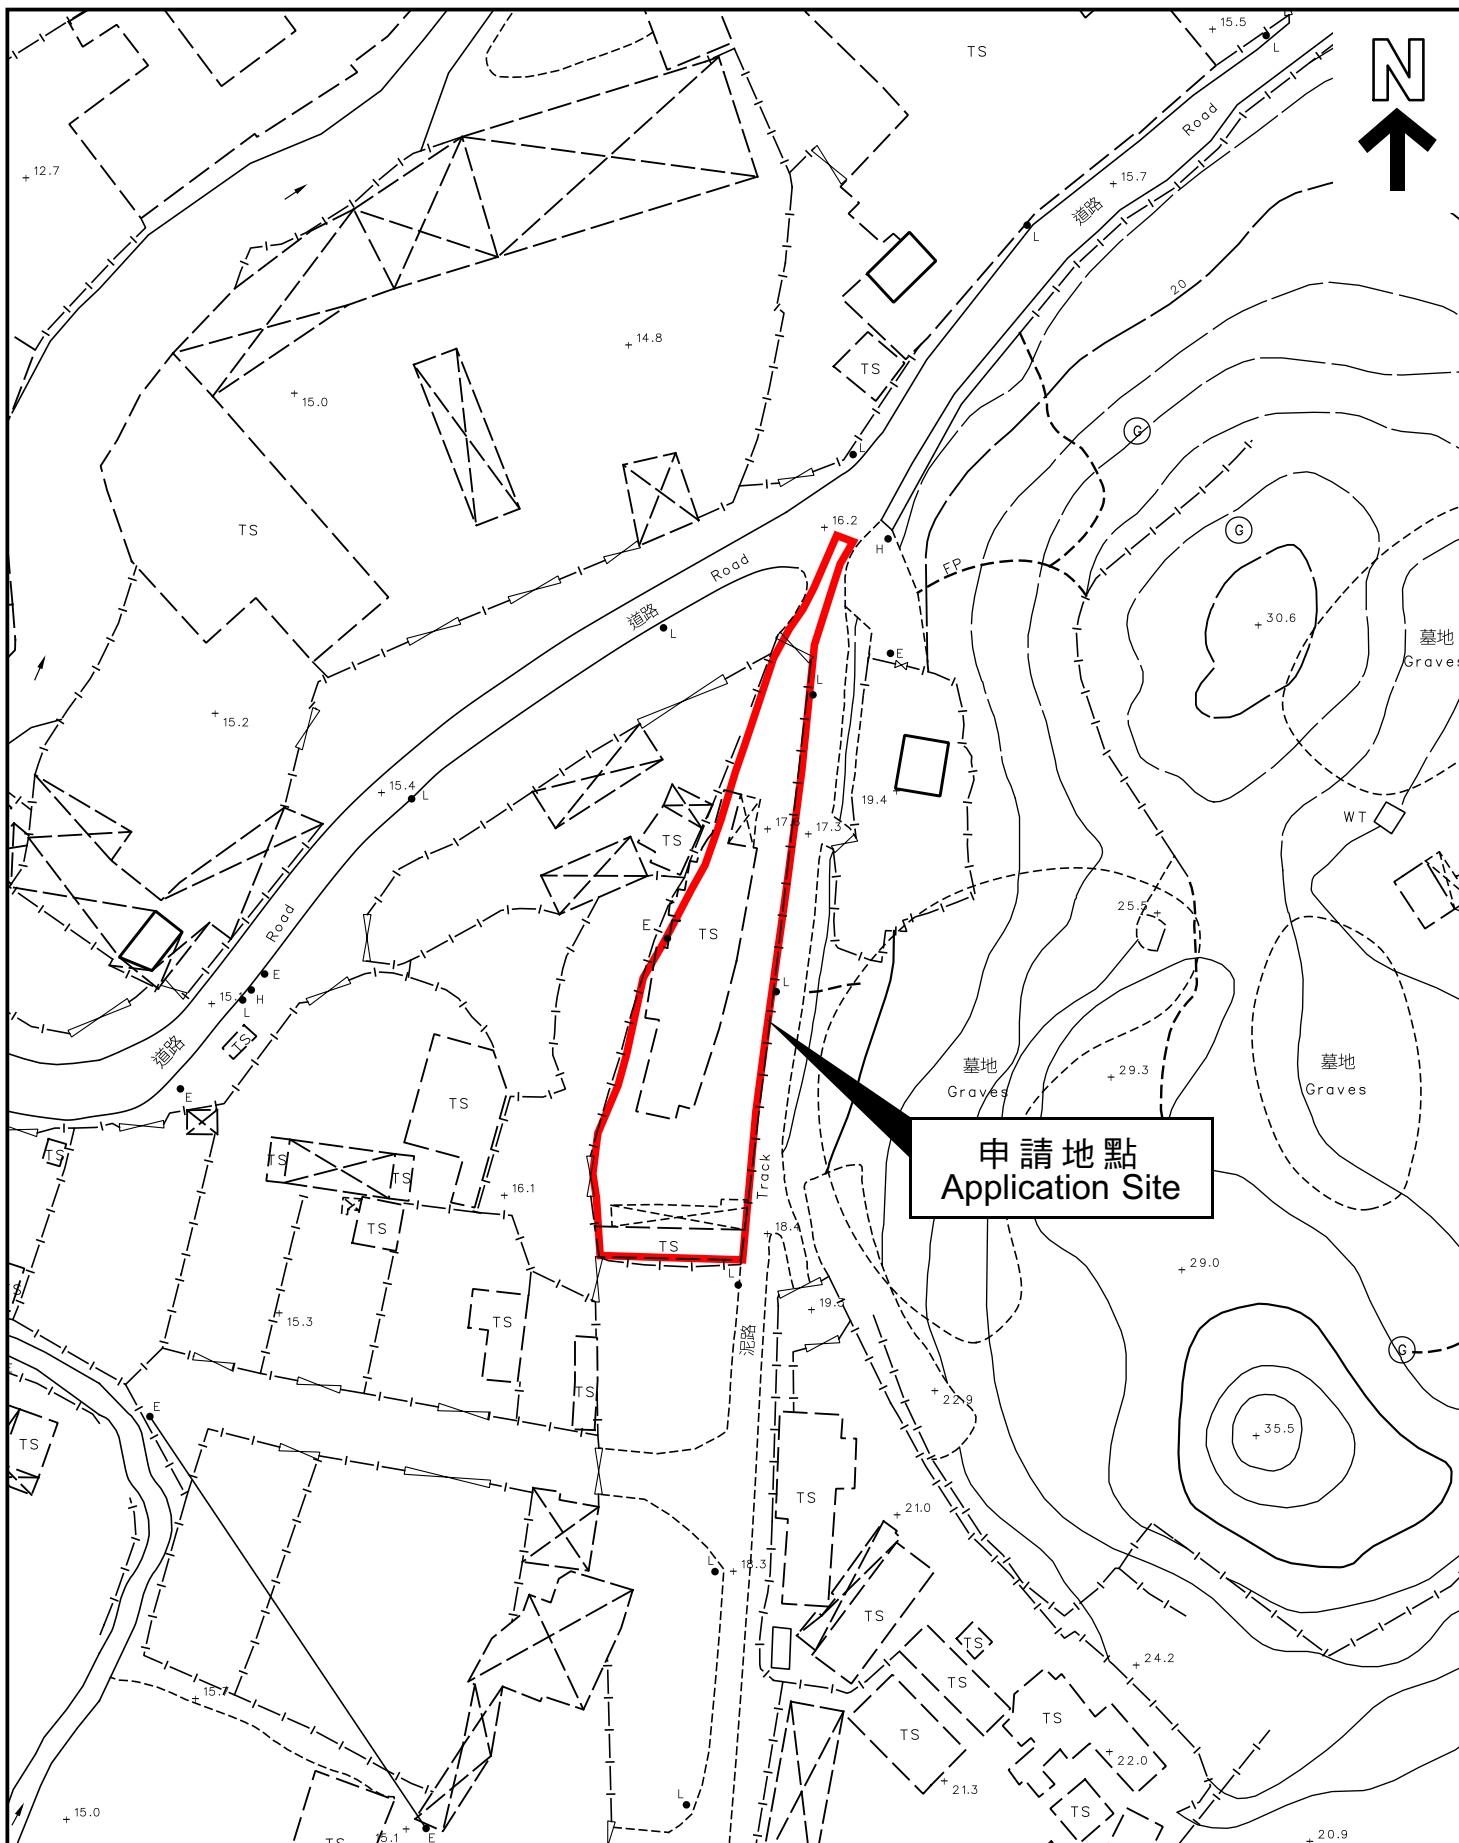 15.5
L
TS
N
Road
15.7
道路
L
12.7
20
14.8
TS
15.0
G
L
TS
16.2
G
H
Road
FP
道路
L
30.6
墓地
E
L
15.2
15.4
L
19.4
17.3
WT
TS
25.5
Road
E
TS
E
L
H
L
道路
TS
墓地
Graves
29.3
墓地
Graves
E
TS
申請地點
Application Site
TS
TS
TS
16.1
Track
TS
TS
18.4
L
29.0
19.5
15.3
TS
泥路
G
TS
22.9
E
TS
35.5
TS
21.0
L
18.3
TS
TS
24.2
TS
15.7
TS
TS
22.0
21.3
L
TS
15.0
E
20.9